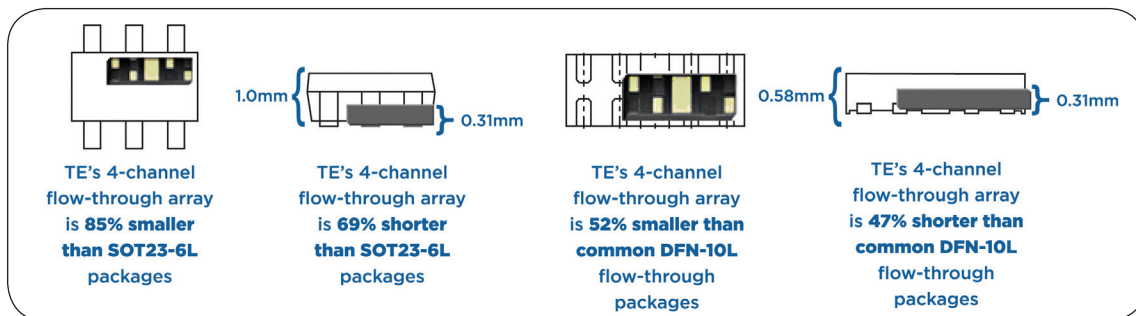 TE's 4-channel
flow-through array
is 85% smaller
than SOT23-6L
packages
1.0mm
0.31mm
TE's 4-channel
flow-through array
is 69% shorter
than SOT23-6L
packages
TE's 4-channel
flow-through array
is 52% smaller than
common DFN-10L
flow-through
packages
0.58mm
0.31mm
TE's 4-channel
flow-through array
is 47% shorter than
common DFN-10L
flow-through
packages